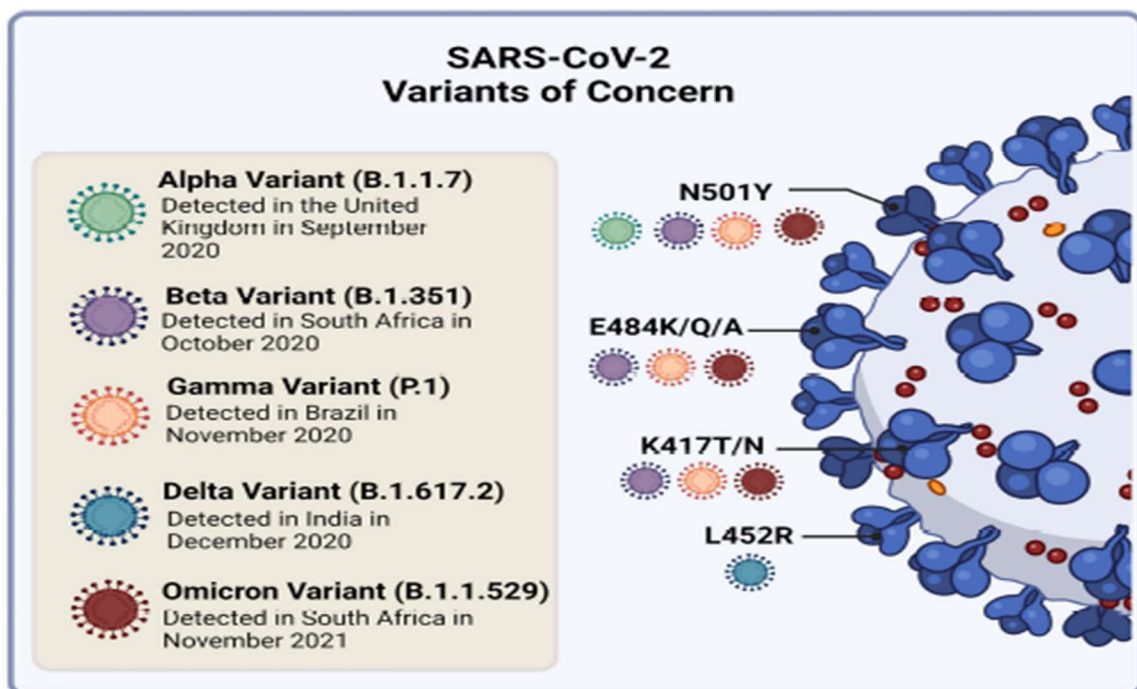 SARS-CoV-2
Variants of Concern
Alpha Variant (B.1.1.7)
Detected in the United
Kingdom in September
2020
Beta Variant (B.1.351)
Detected in South Africa in
October 2020
Gamma Variant (P.1)
Detected in Brazil in
November 2020
Delta Variant (B.1.617.2)
Detected in India in
December 2020
Omicron Variant (B.1.1.529)
Detected in South Africa in
November 2021
N501Y
E484K/Q/A
K417T/N
L452R